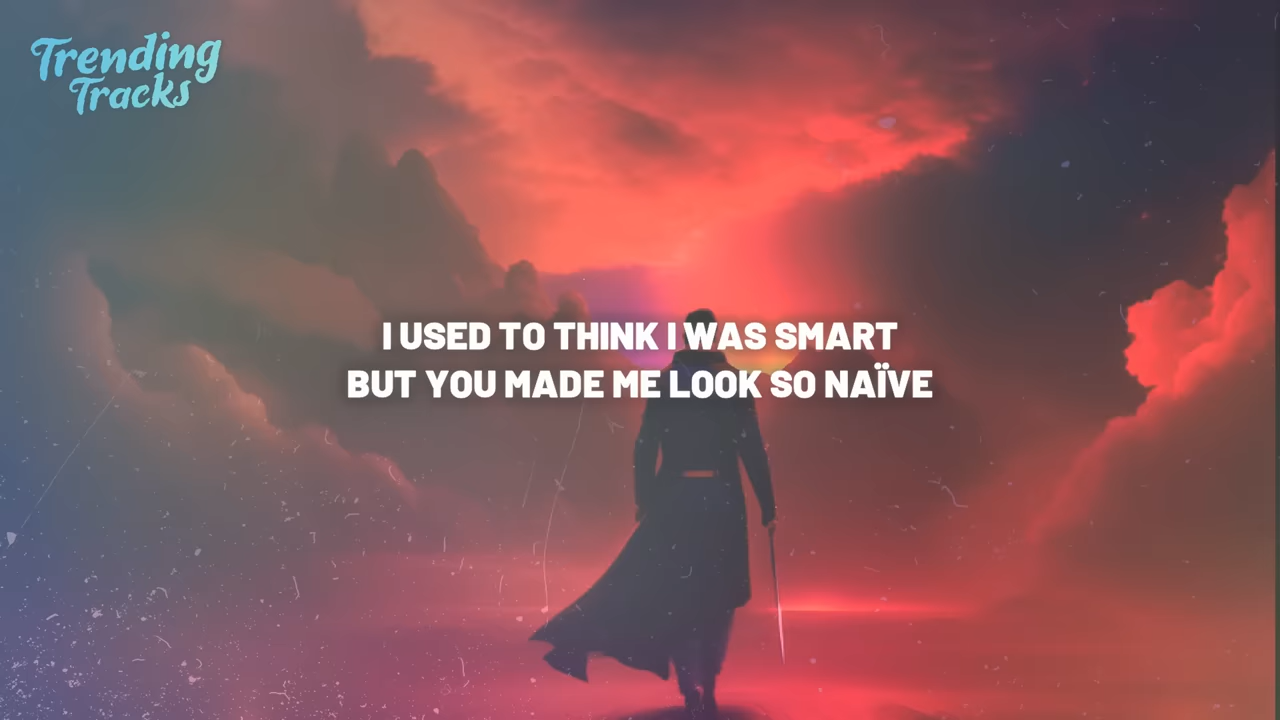 Trending
Tracks
I USED TO THINK I WAS SMART
BUT YOU MADE ME LOOK SO NAÏVE